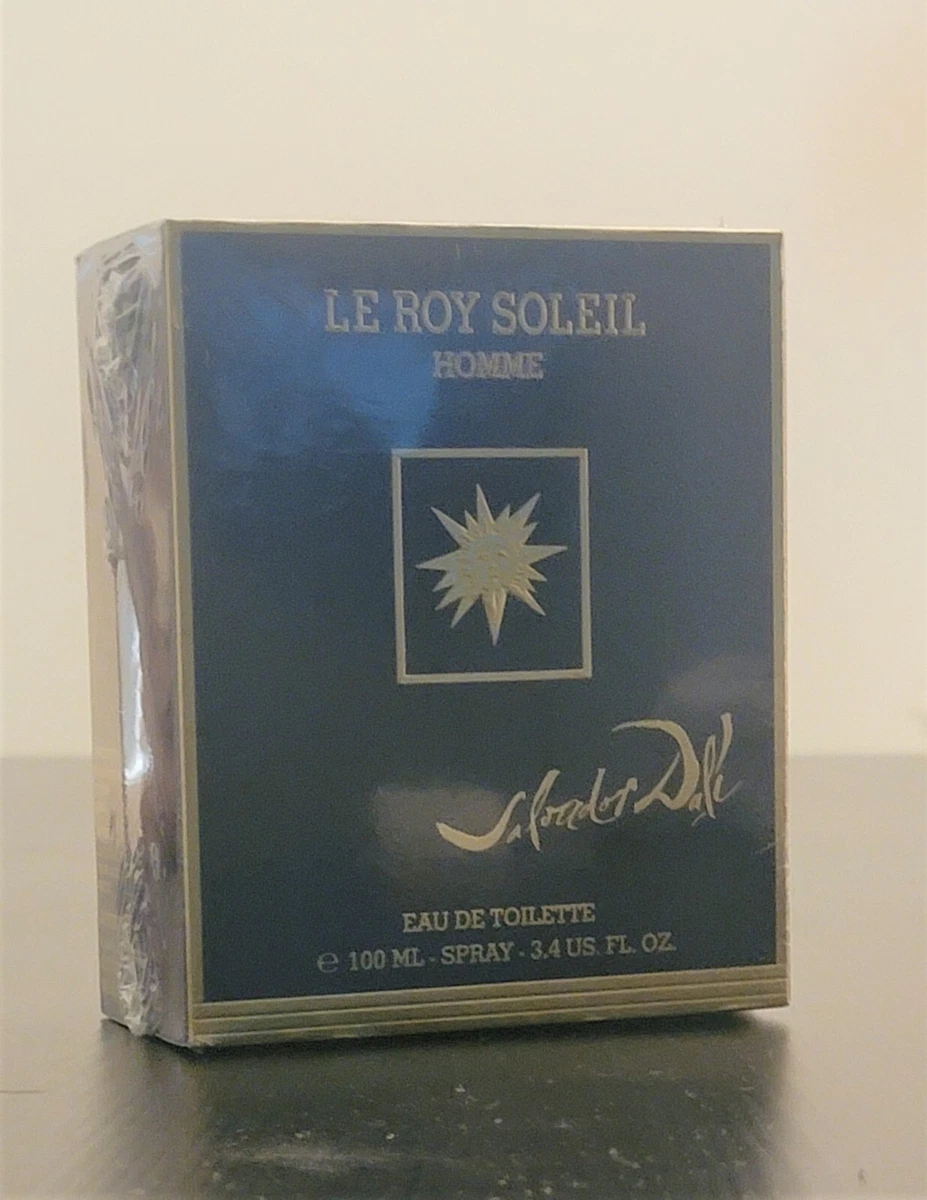 LE ROY SOLEIL
HOMME
Salvador Dali
EAU DE TOILETTE
℮ 100 ML - SPRAY - 3.4 US. FL. OZ.